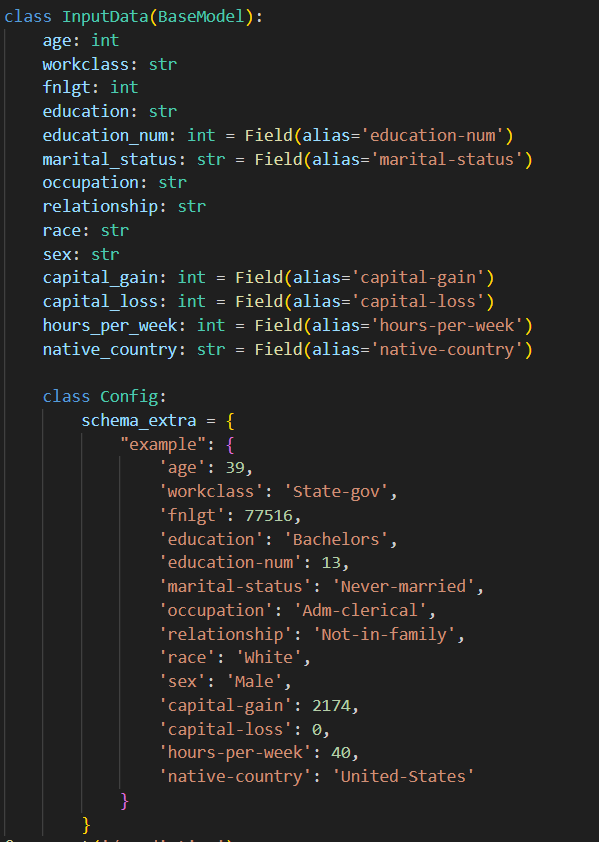 class InputData(BaseModel):
    age: int
    workclass: str
    fnlgt: int
    education: str
    education_num: int = Field(alias='education-num')
    marital_status: str = Field(alias='marital-status')
    occupation: str
    relationship: str
    race: str
    sex: str
    capital_gain: int = Field(alias='capital-gain')
    capital_loss: int = Field(alias='capital-loss')
    hours_per_week: int = Field(alias='hours-per-week')
    native_country: str = Field(alias='native-country')

    class Config:
        schema_extra = {
            "example": {
                'age': 39,
                'workclass': 'State-gov',
                'fnlgt': 77516,
                'education': 'Bachelors',
                'education-num': 13,
                'marital-status': 'Never-married',
                'occupation': 'Adm-clerical',
                'relationship': 'Not-in-family',
                'race': 'White',
                'sex': 'Male',
                'capital-gain': 2174,
                'capital-loss': 0,
                'hours-per-week': 40,
                'native-country': 'United-States'
            }
        }